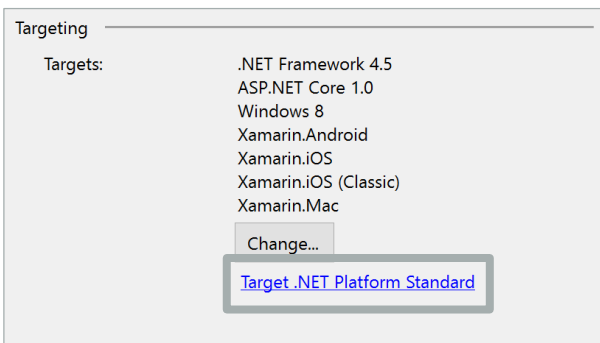 Targeting
Targets:
.NET Framework 4.5
ASP.NET Core 1.0
Windows 8
Xamarin.Android
Xamarin.iOS
Xamarin.iOS (Classic)
Xamarin.Mac
Change...
Target .NET Platform Standard